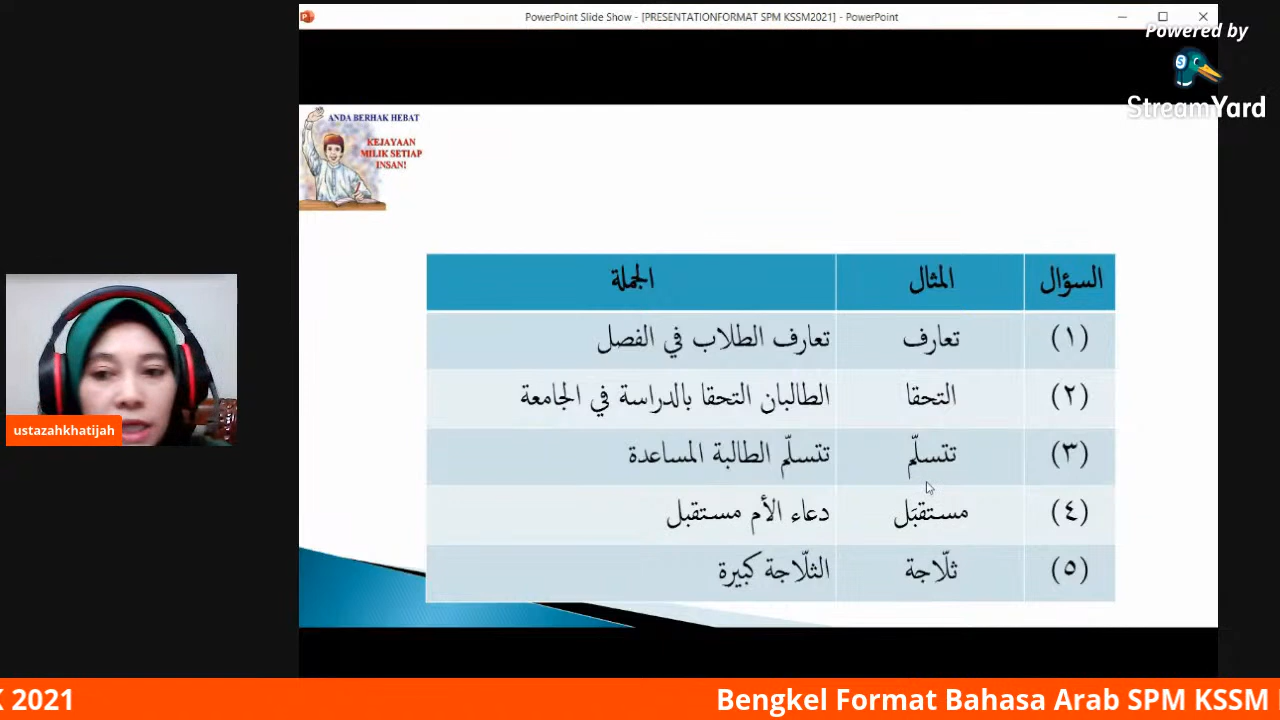 PowerPoint Slide Show - [PRESENTATIONFORMAT SPM KSSM2021] - PowerPoint
Powered by
StreamYard
ANDA BERHAK HEBAT
KEJAYAAN
MILIK SETIAP
INSAN!
السؤال المثال الجملة
(١) تعارف تعارف الطلاب في الفصل
(٢) التحقا الطالبان التحقا بالدراسة في الجامعة
(٣) تتسلّم تتسلّم الطالبة المساعدة
(٤) مستقبَل دعاء الأم مستقبل
(٥) ثلّاجة الثلّاجة كبيرة
ustazahkhatijah
K 2021 Bengkel Format Bahasa Arab SPM KSSM